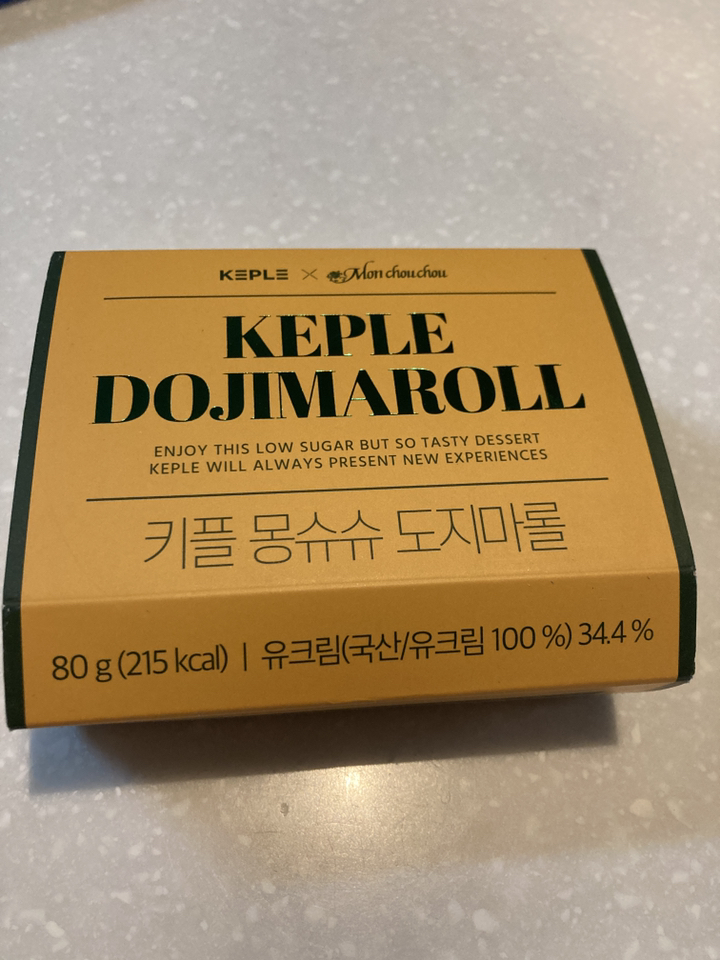 KEPLE × Mon chou chou
KEPLE
DOJIMAROLL
ENJOY THIS LOW SUGAR BUT SO TASTY DESSERT
KEPLE WILL ALWAYS PRESENT NEW EXPERIENCES
키플 몽슈슈 도지마롤
80 g (215 kcal) | 유크림(국산/유크림 100 %) 34.4 %